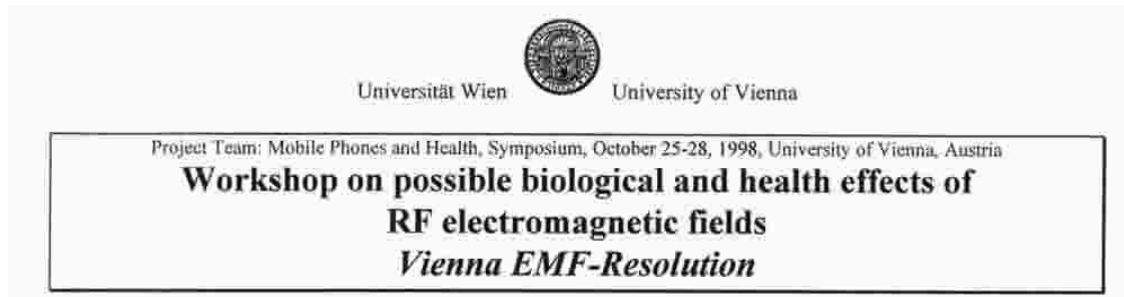 Universität Wien University of Vienna
Project Team: Mobile Phones and Health, Symposium, October 25-28, 1998, University of Vienna, Austria
Workshop on possible biological and health effects of
RF electromagnetic fields
Vienna EMF-Resolution